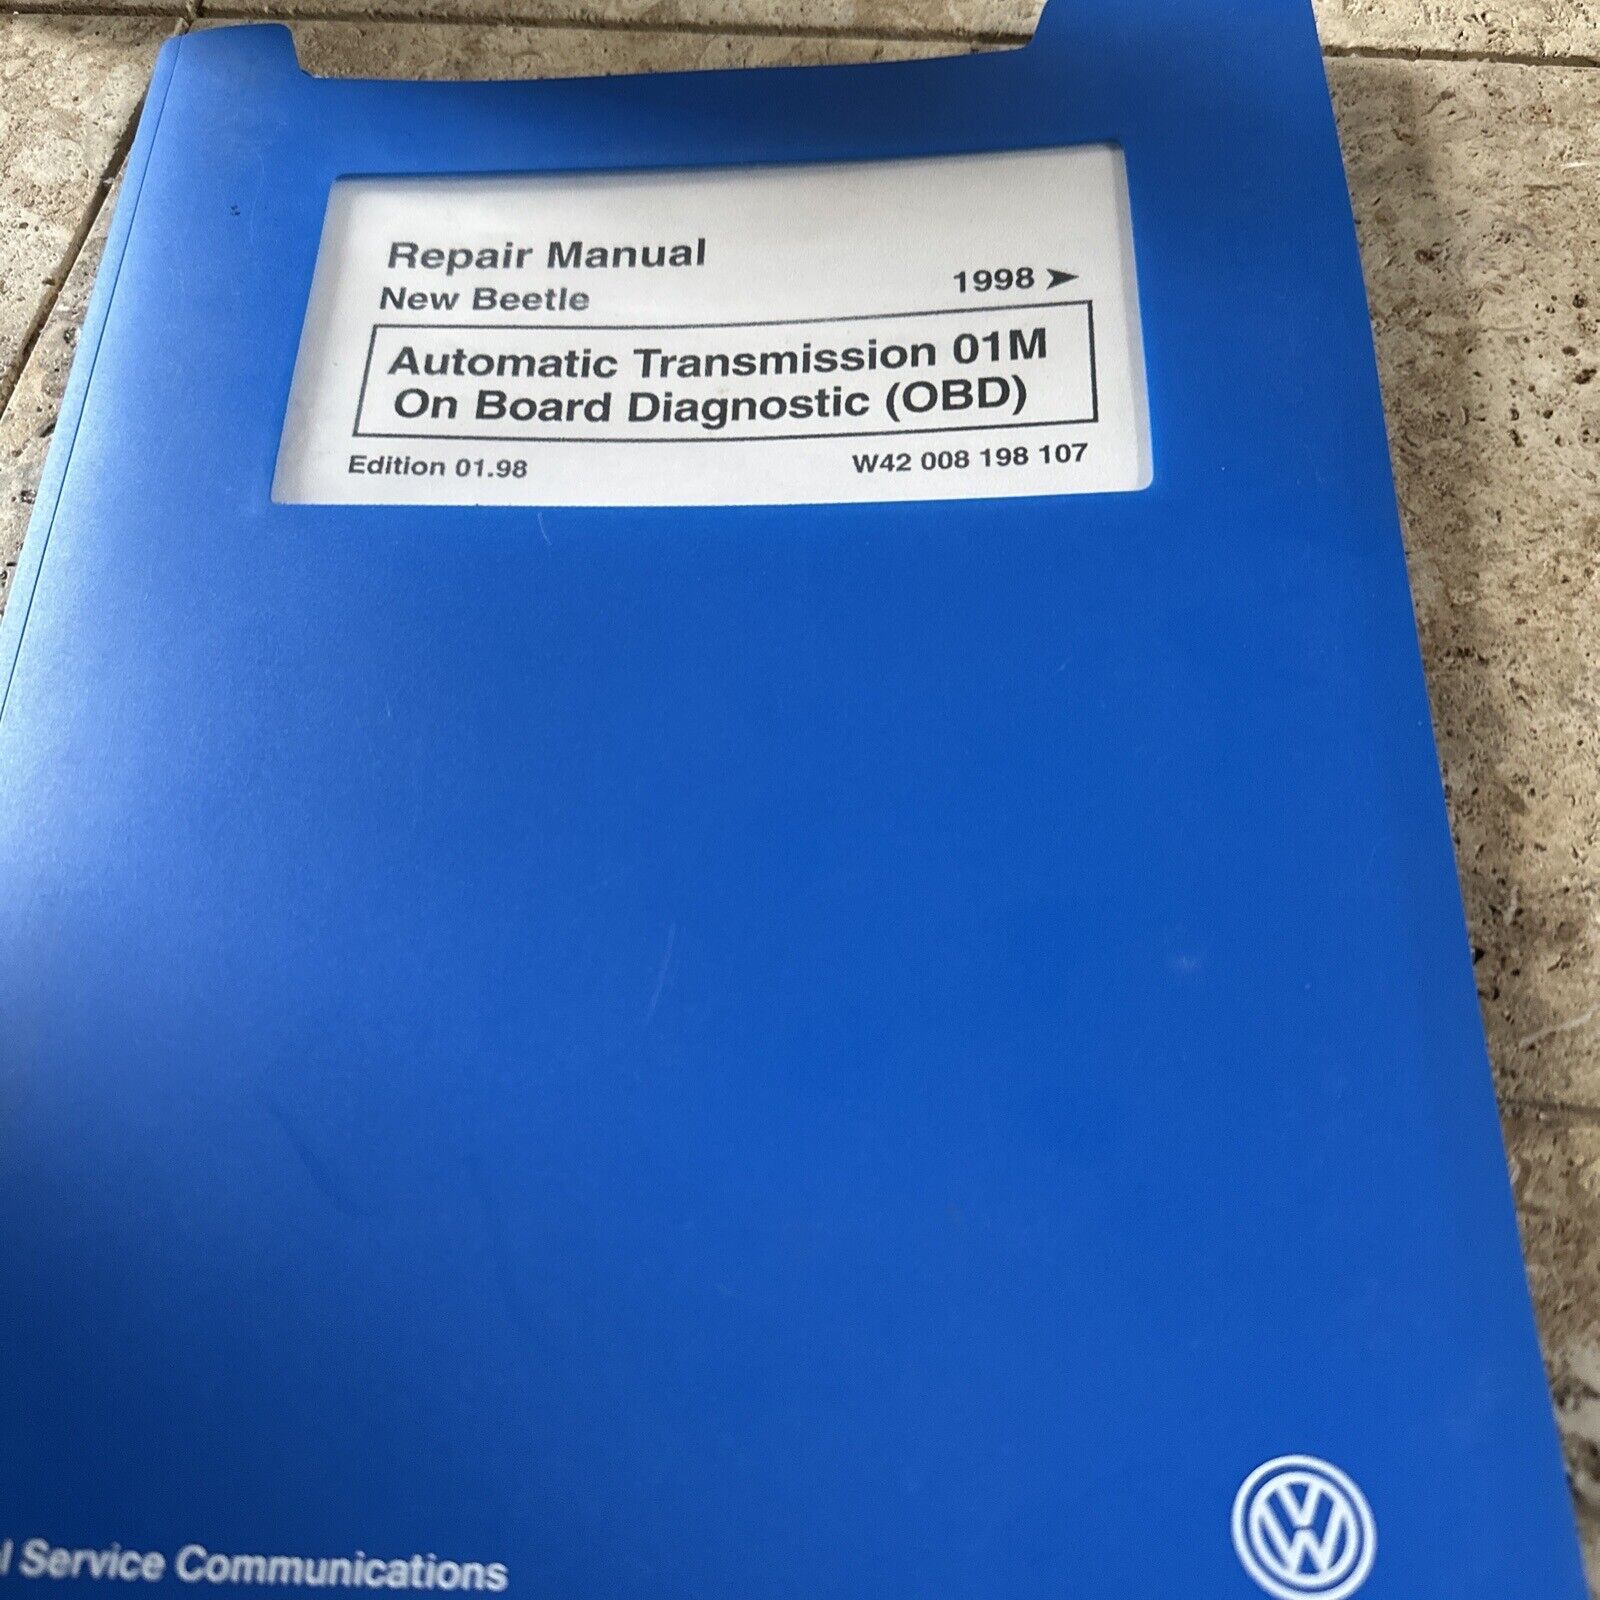 Repair Manual
New Beetle
1998 ➤
Automatic Transmission 01M
On Board Diagnostic (OBD)
Edition 01.98
W42 008 198 107
l Service Communications